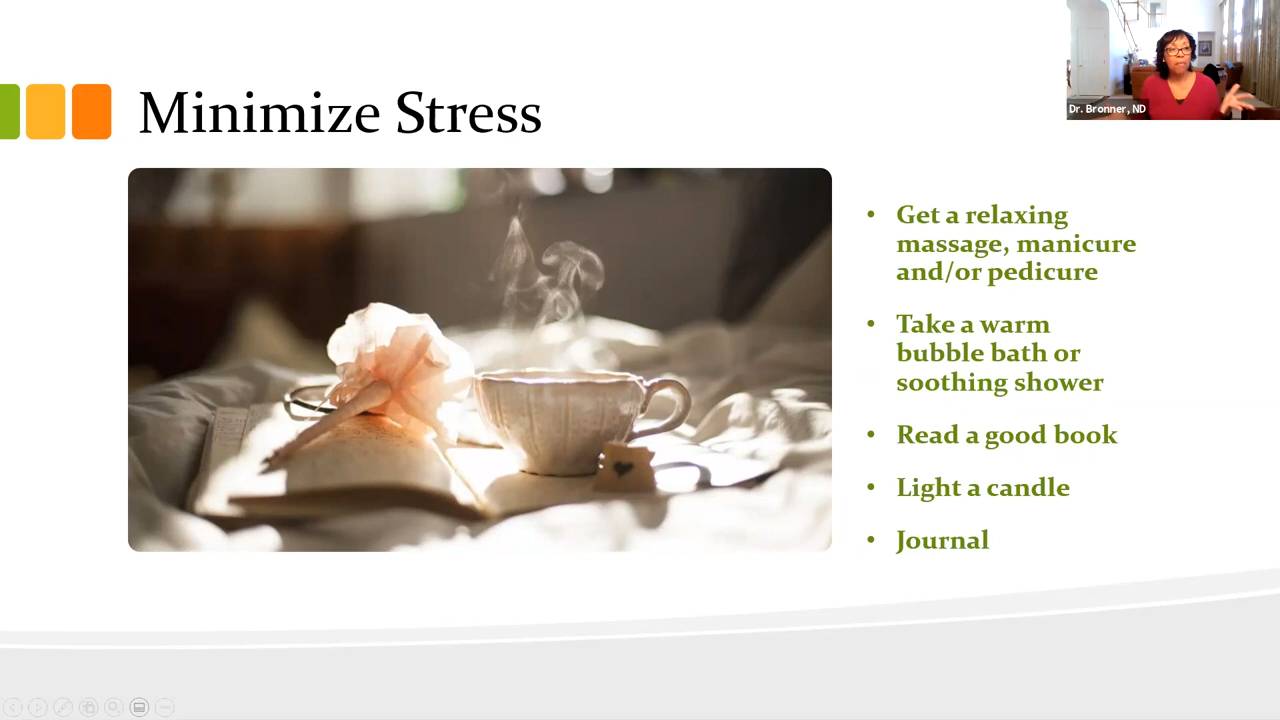 Minimize Stress
Dr. Bronner, ND
• Get a relaxing
massage, manicure
and/or pedicure
• Take a warm
bubble bath or
soothing shower
• Read a good book
• Light a candle
• Journal